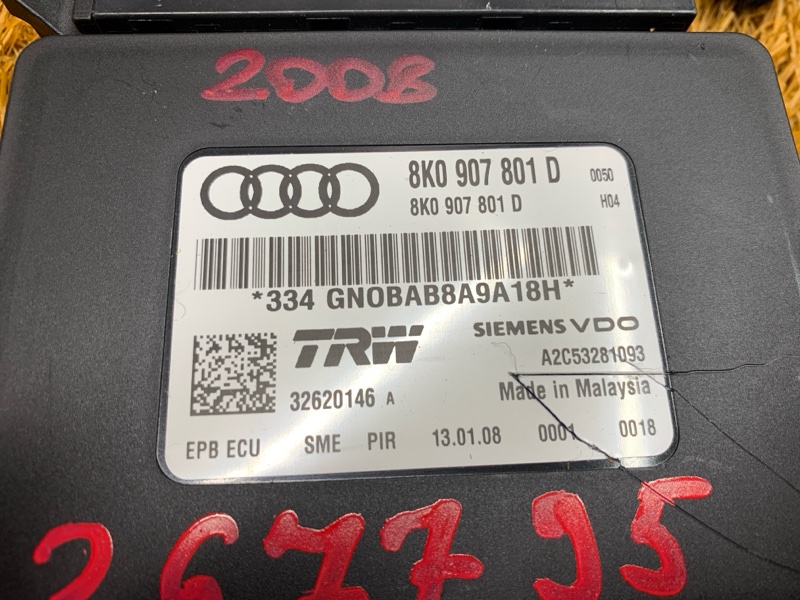 2008
8K0 907 801 D 0050
8K0 907 801 D H04
*334 GNOBAB8A9A18H*
TRW SIEMENS VDO
A2C53281093
32620146 A Made in Malaysia
EPB ECU SME PIR 13.01.08 0001 0018
267795